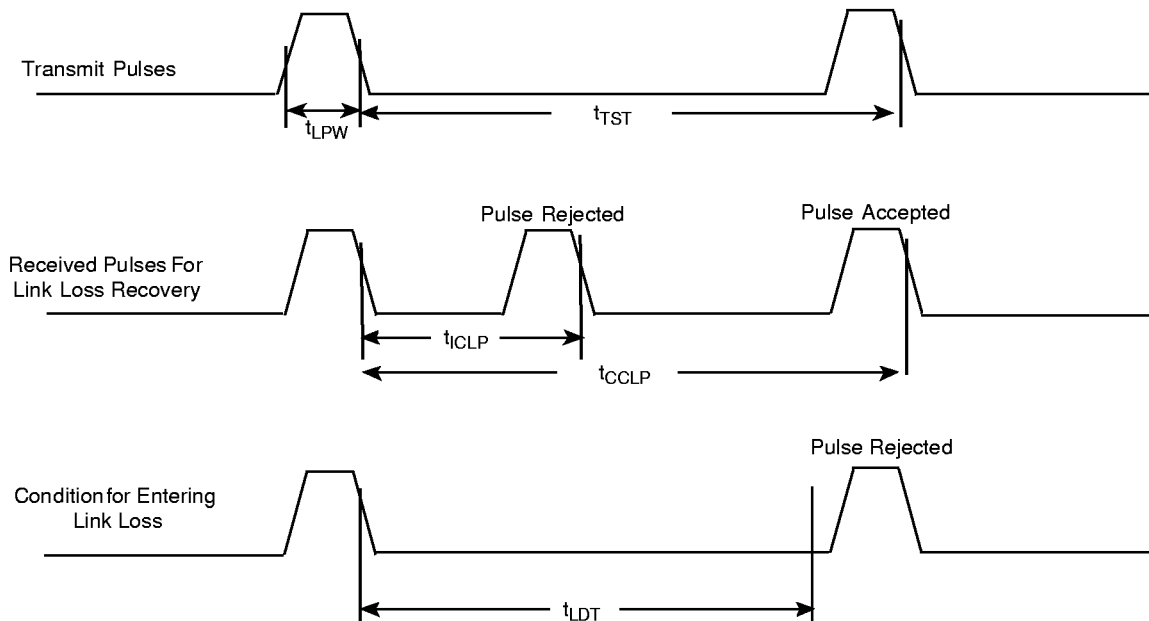 Transmit Pulses
tLPW
tTST
Pulse Rejected
Pulse Accepted
Received Pulses For
Link Loss Recovery
tICLP
tCCLP
Pulse Rejected
Condition for Entering
Link Loss
tLDT